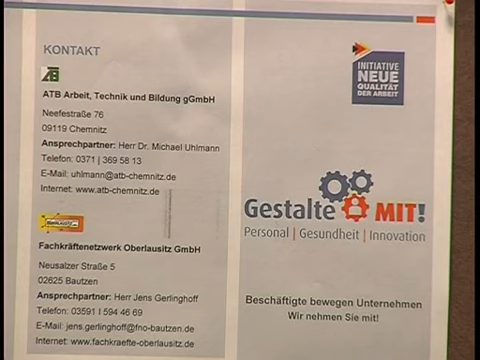 KONTAKT
ATB
ATB Arbeit, Technik und Bildung gGmbH
Neefestraße 76
09119 Chemnitz
Ansprechpartner: Herr Dr. Michael Uhlmann
Telefon: 0371 | 369 58 13
E-Mail: uhlmann@atb-chemnitz.de
Internet: www.atb-chemnitz.de
Fachkräftenetzwerk Oberlausitz GmbH
Neusalzer Straße 5
02625 Bautzen
Ansprechpartner: Herr Jens Gerlinghoff
Telefon: 03591 I 594 46 69
E-Mail: jens.gerlinghoff@fno-bautzen.de
Internet: www.fachkraefte-oberlausitz.de
INITIATIVE
NEUE
QUALITÄT
DER ARBEIT
Gestalte MIT!
Personal | Gesundheit | Innovation
Beschäftigte bewegen Unternehmen
Wir nehmen Sie mit!